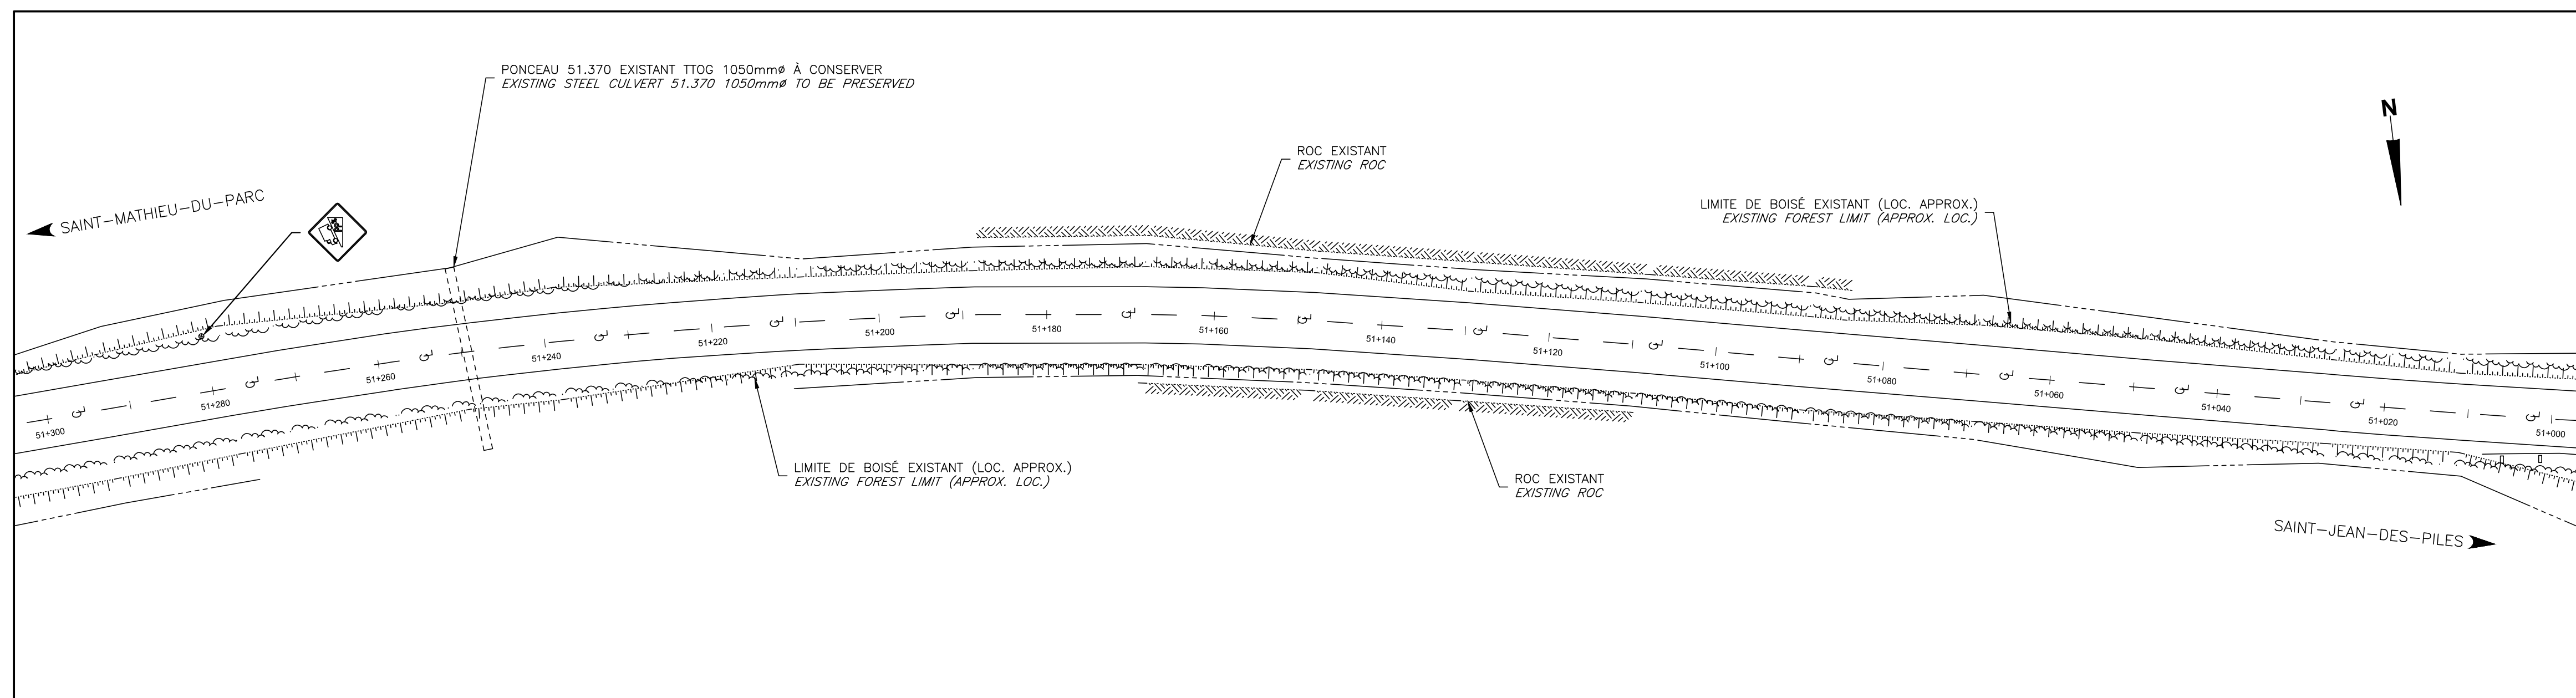 PONCEAU 51.370 EXISTANT TTOG 1050mmø À CONSERVER
EXISTING STEEL CULVERT 51.370 1050mmø TO BE PRESERVED
N
ROC EXISTANT
EXISTING ROC
SAINT-MATHIEU-DU-PARC
LIMITE DE BOISÉ EXISTANT (LOC. APPROX.)
EXISTING FOREST LIMIT (APPROX. LOC.)
51+300
51+280
51+260
51+240
51+220
51+200
51+180
51+160
51+140
51+120
51+100
51+080
51+060
51+040
51+020
51+000
LIMITE DE BOISÉ EXISTANT (LOC. APPROX.)
EXISTING FOREST LIMIT (APPROX. LOC.)
ROC EXISTANT
EXISTING ROC
SAINT-JEAN-DES-PILES